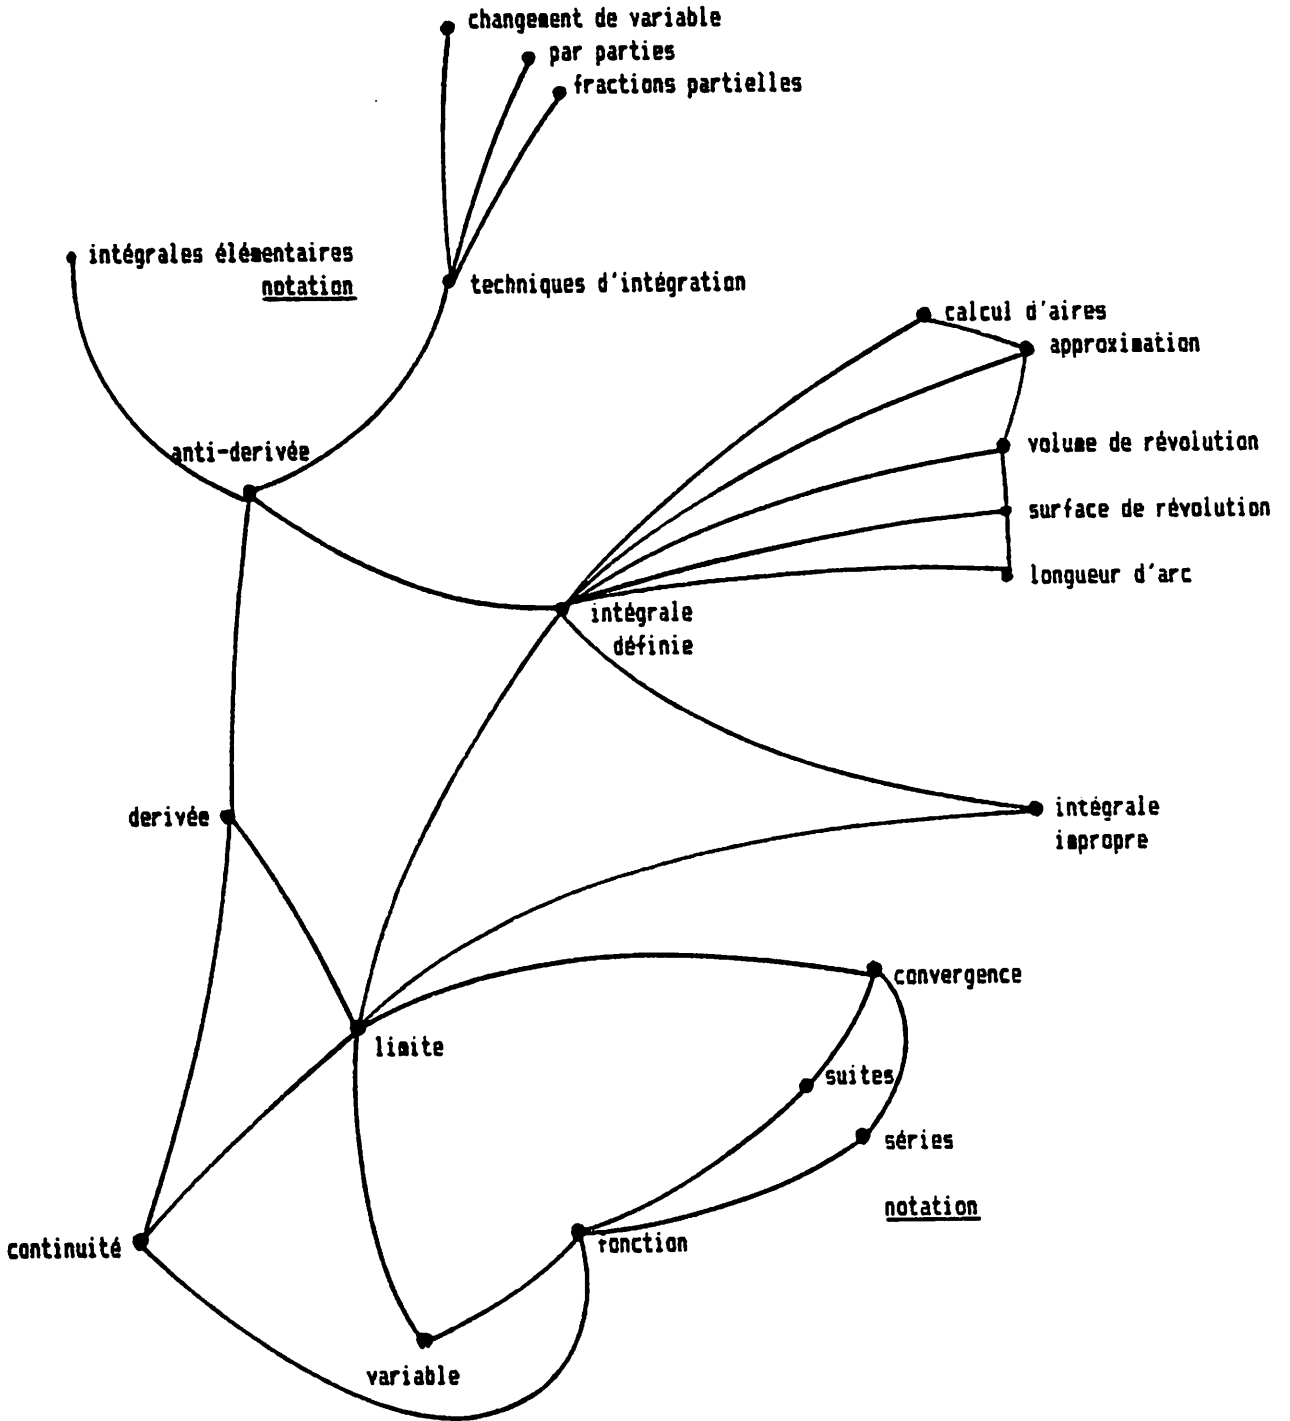 changement de variable
par parties
fractions partielles
intégrales élémentaires
notation
techniques d'intégration
calcul d'aires
approximation
volume de révolution
anti-derivée
surface de révolution
longueur d'arc
intégrale
définie
derivée
intégrale
impropre
convergence
limite
suites
séries
notation
fonction
continuité
variable